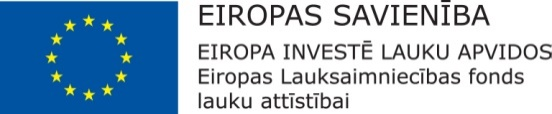 EIROPAS SAVIENĪBA
EIROPA INVESTĒ LAUKU APVIDOS
Eiropas Lauksaimniecības fonds
lauku attīstībai